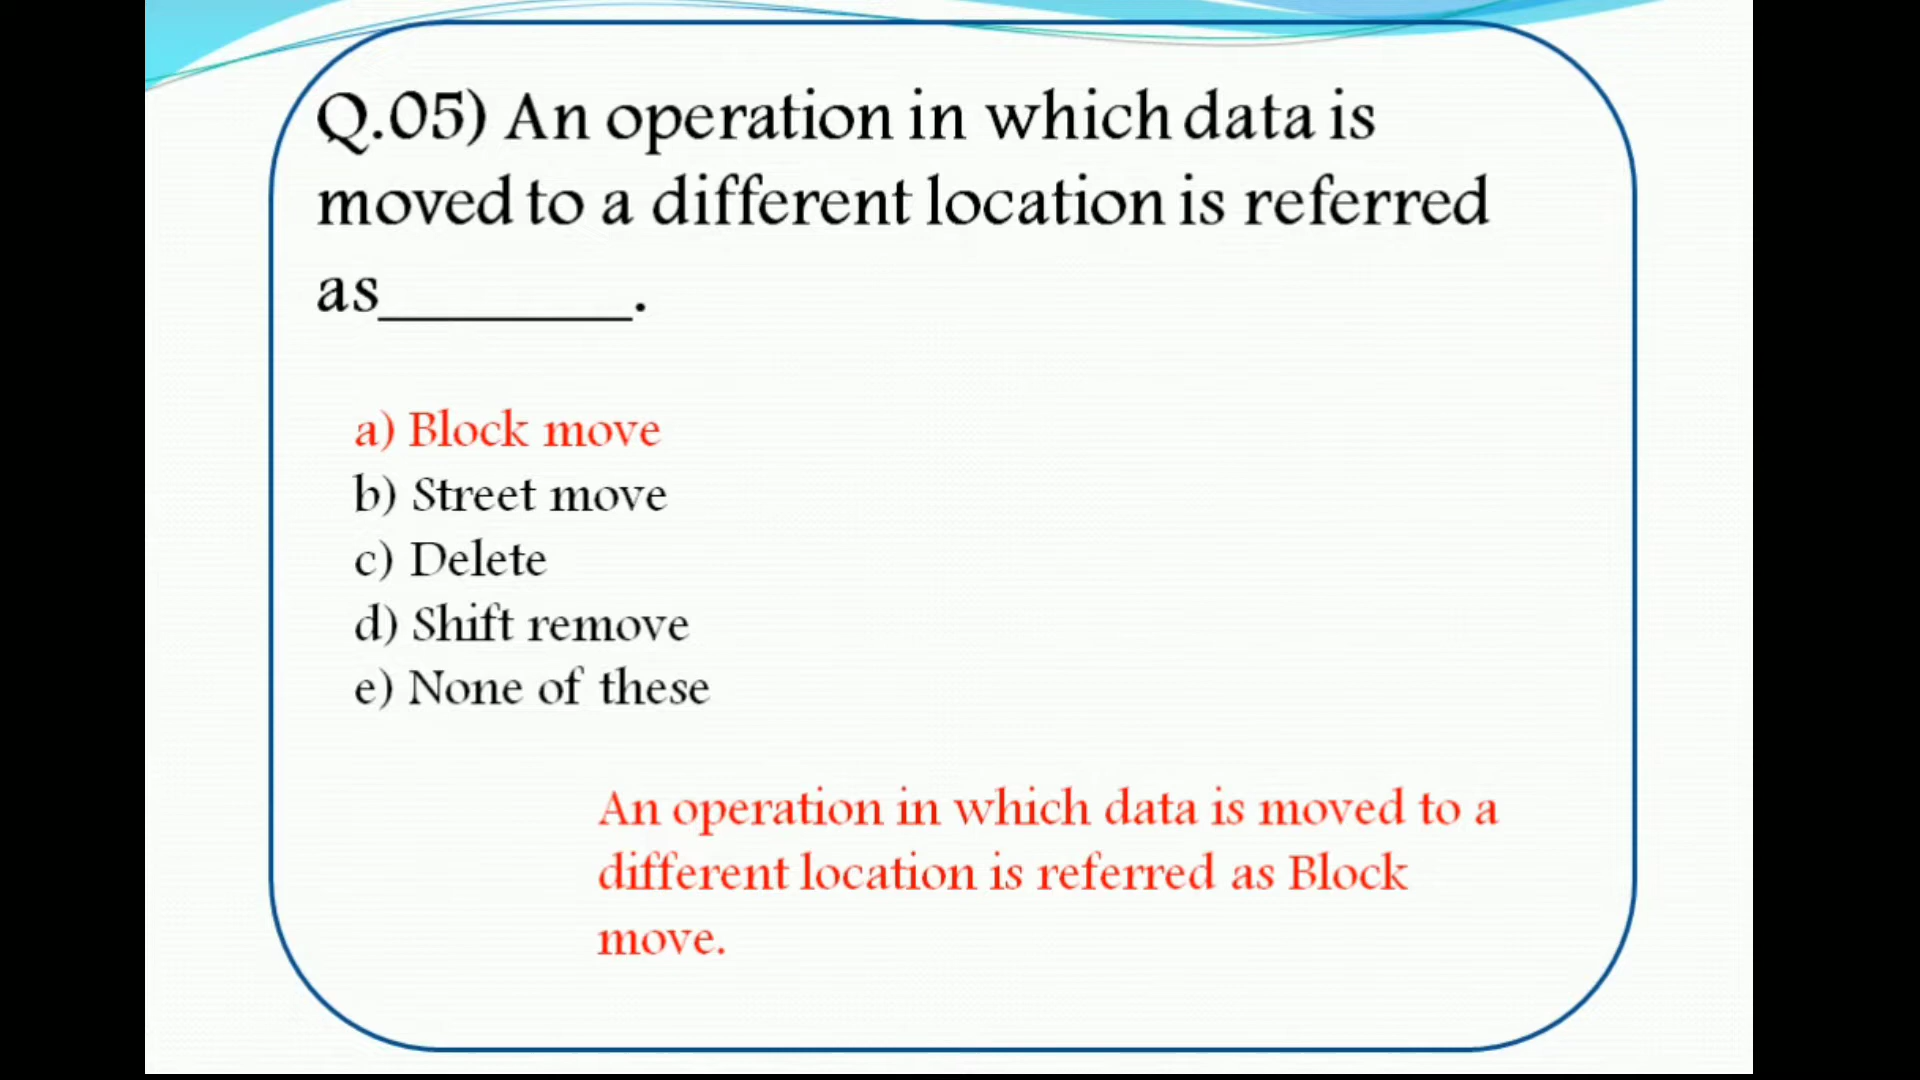 Q.05) An operation in which data is
moved to a different location is referred
as________.
a) Block move
b) Street move
c) Delete
d) Shift remove
e) None of these
An operation in which data is moved to a
different location is referred as Block
move.